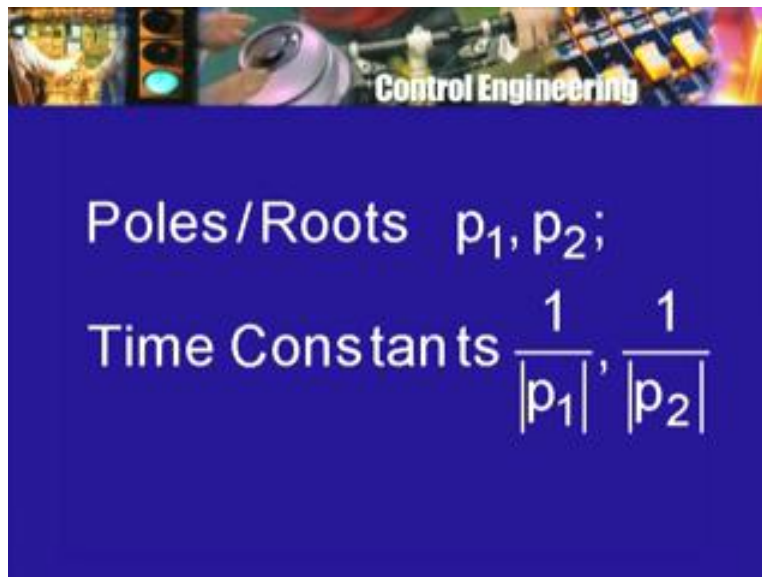 Control Engineering
Poles/Roots p₁, p₂;
Time Constants 1/|p₁|, 1/|p₂|